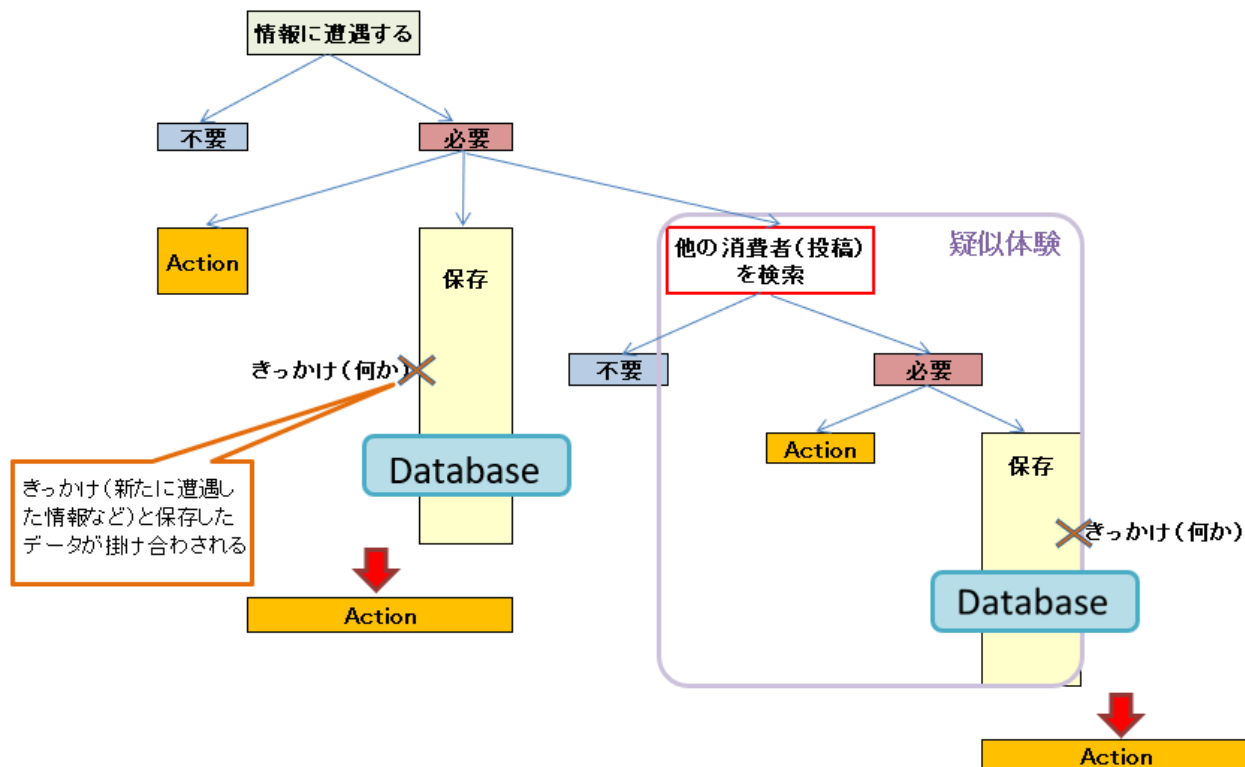 情報に遭遇する
不要
必要
Action
保存
他の消費者(投稿)
を検索
疑似体験
きっかけ(何か)
不要
必要
Database
Action
保存
きっかけ(新たに遭遇し
た情報など)と保存した
データが掛け合わされる
きっかけ(何か)
Action
Database
Action